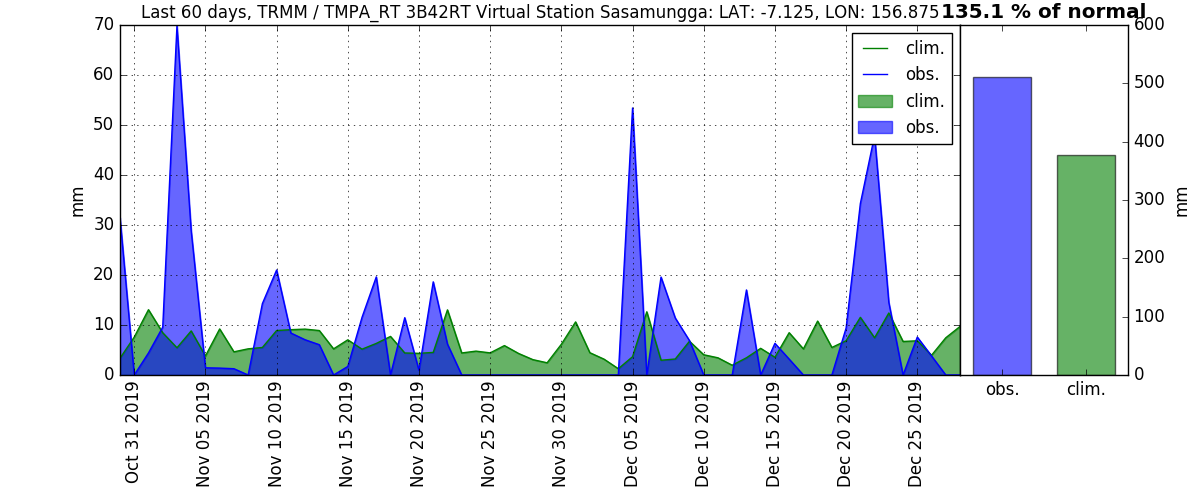 Last 60 days, TRMM / TMPA_RT 3B42RT Virtual Station Sasamungga: LAT: -7.125, LON: 156.875
135.1 % of normal
70
60
50
40
30
20
10
0
mm
clim.
obs.
clim.
obs.
600
500
400
300
200
100
0
mm
Oct 31 2019
Nov 05 2019
Nov 10 2019
Nov 15 2019
Nov 20 2019
Nov 25 2019
Nov 30 2019
Dec 05 2019
Dec 10 2019
Dec 15 2019
Dec 20 2019
Dec 25 2019
obs.
clim.